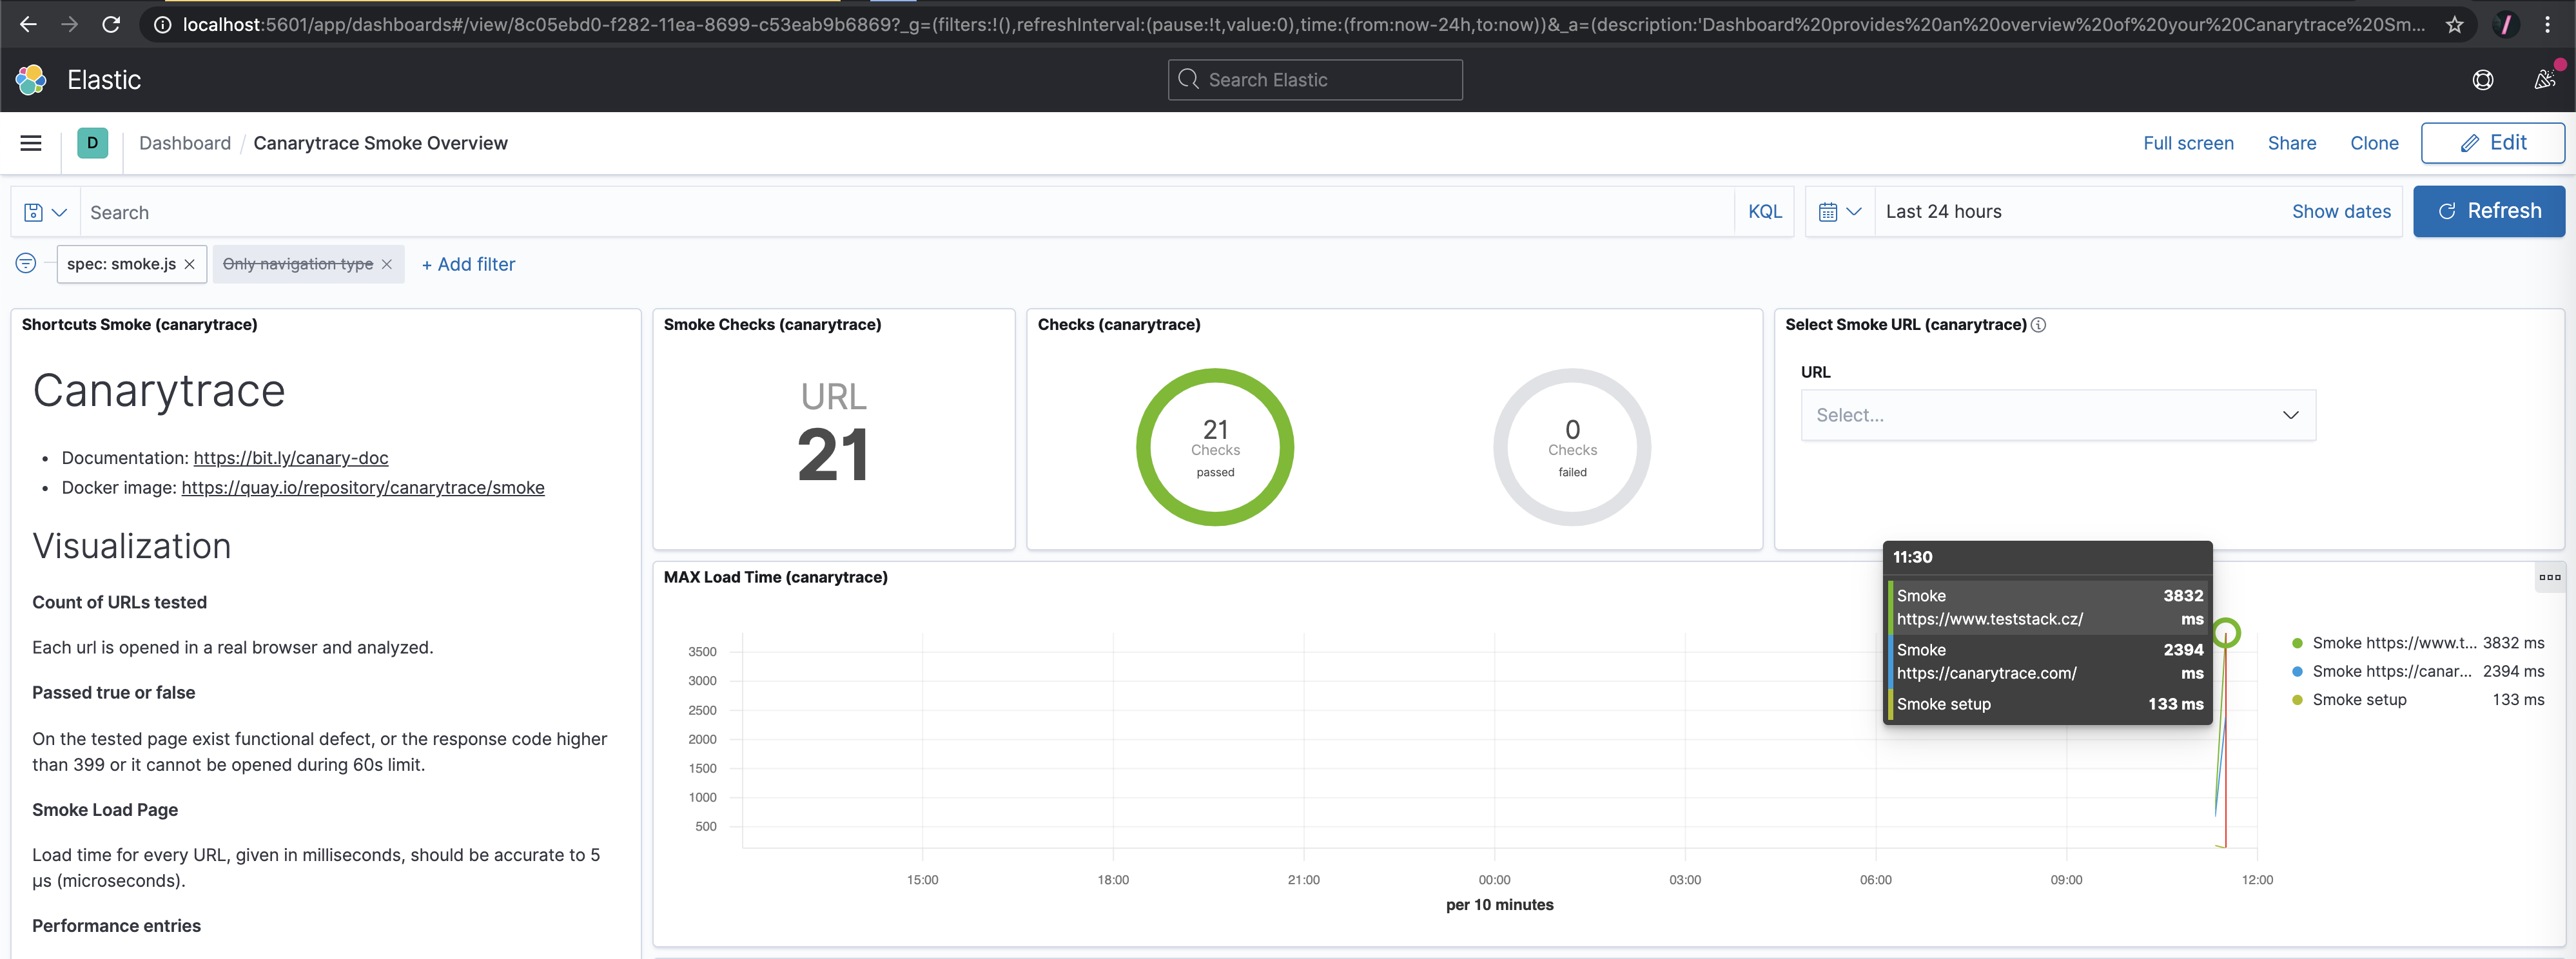 localhost:5601/app/dashboards#/view/8c05ebd0-f282-11ea-8699-c53eab9b6869?_g=(filters:!(),refreshInterval:(pause:!t,value:0),time:(from:now-24h,to:now))&_a=(description:'Dashboard%20provides%20an%20overview%20of%20your%20Canarytrace%20Sm...
Elastic
Search Elastic
D
Dashboard / Canarytrace Smoke Overview
Full screen
Share
Clone
Edit
Search
KQL
Last 24 hours
Show dates
Refresh
spec: smoke.js ×
Only navigation type ×
+ Add filter
Shortcuts Smoke (canarytrace)
Canarytrace
• Documentation: https://bit.ly/canary-doc
• Docker image: https://quay.io/repository/canarytrace/smoke
Visualization
Count of URLs tested
Each url is opened in a real browser and analyzed.
Passed true or false
On the tested page exist functional defect, or the response code higher
than 399 or it cannot be opened during 60s limit.
Smoke Load Page
Load time for every URL, given in milliseconds, should be accurate to 5
µs (microseconds).
Performance entries
Smoke Checks (canarytrace)
URL
21
Checks (canarytrace)
21
Checks
passed
0
Checks
failed
Select Smoke URL (canarytrace)
URL
Select...
MAX Load Time (canarytrace)
3500
3000
2500
2000
1500
1000
500
15:00
18:00
21:00
00:00
03:00
06:00
09:00
12:00
per 10 minutes
11:30
Smoke 3832
https://www.teststack.cz/ ms
Smoke 2394
https://canarytrace.com/ ms
Smoke setup 133 ms
Smoke https://www.t... 3832 ms
Smoke https://canar... 2394 ms
Smoke setup 133 ms